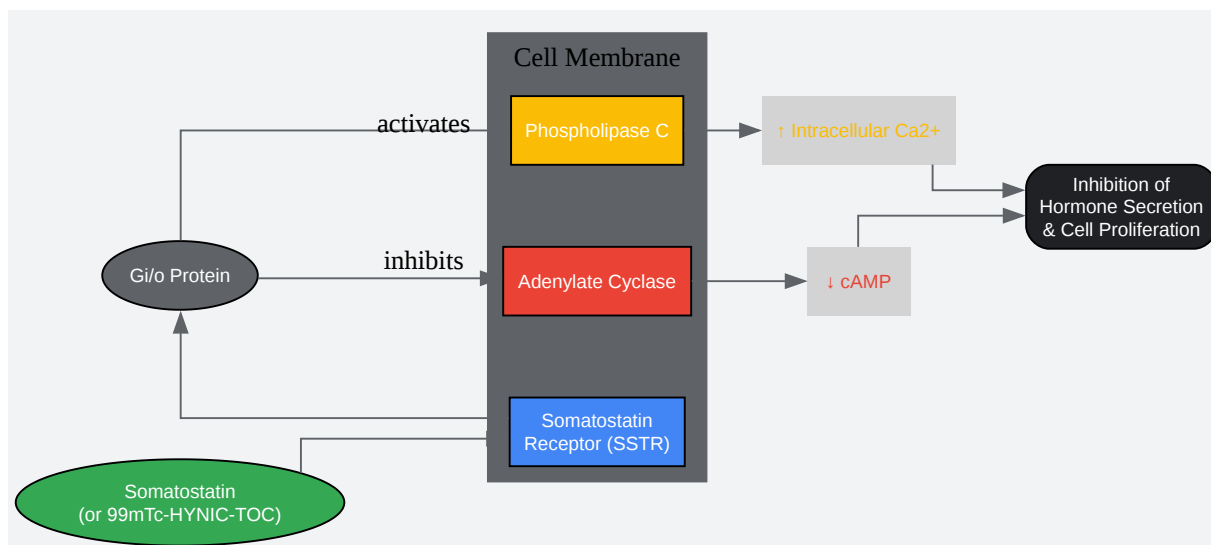 Cell Membrane
activates
Phospholipase C
↑ Intracellular Ca2+
Inhibition of
Hormone Secretion
& Cell Proliferation
Gi/o Protein
inhibits
Adenylate Cyclase
↓ cAMP
Somatostatin
Receptor (SSTR)
Somatostatin
(or 99mTc-HYNIC-TOC)